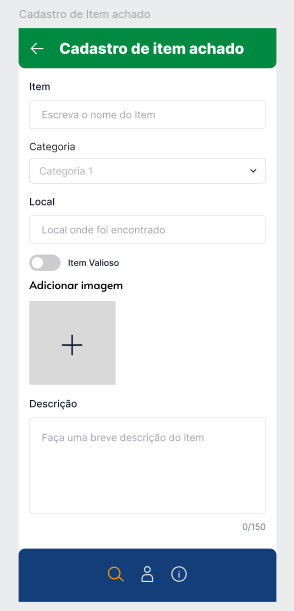 Cadastro de Item achado
Cadastro de item achado
Item
Escreva o nome do Item
Categoria
Categoria 1
Local
Local onde foi encontrado
Item Valioso
Adicionar imagem
Descrição
Faça uma breve descrição do item
0/150